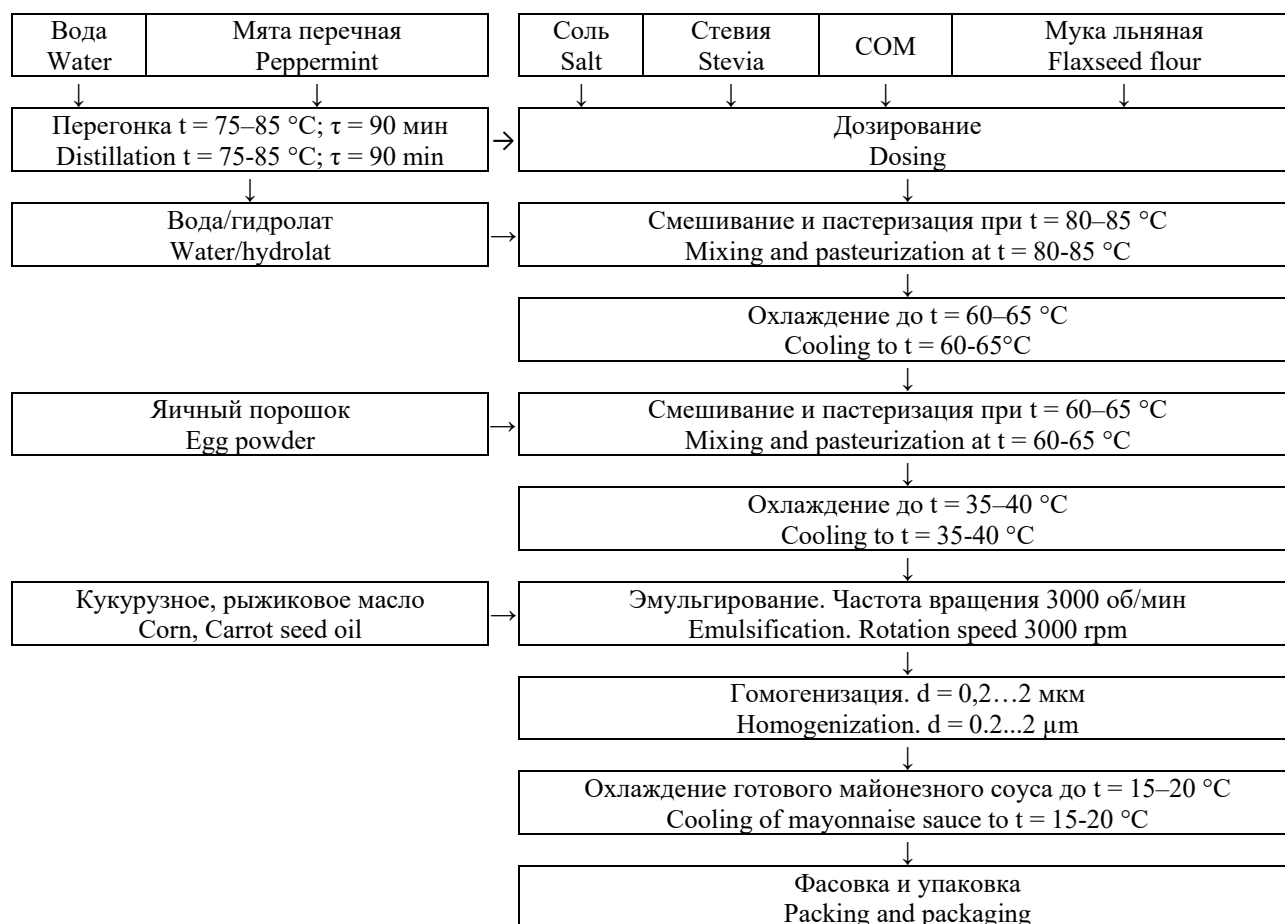 Вода
Water
Мята перечная
Peppermint
Соль
Salt
Стевия
Stevia
СОМ
Мука льняная
Flaxseed flour
↓ ↓ ↓ ↓ ↓ ↓
Перегонка t = 75–85 °C; τ = 90 мин
Distillation t = 75-85 °C; τ = 90 min
→
Дозирование
Dosing
↓ ↓
Вода/гидролат
Water/hydrolat
→
Смешивание и пастеризация при t = 80–85 °C
Mixing and pasteurization at t = 80-85 °C
↓
Охлаждение до t = 60–65 °C
Cooling to t = 60-65°C
↓
Яичный порошок
Egg powder
→
Смешивание и пастеризация при t = 60–65 °C
Mixing and pasteurization at t = 60-65 °C
↓
Охлаждение до t = 35–40 °C
Cooling to t = 35-40 °C
↓
Кукурузное, рыжиковое масло
Corn, Carrot seed oil
→
Эмульгирование. Частота вращения 3000 об/мин
Emulsification. Rotation speed 3000 rpm
↓
Гомогенизация. d = 0,2…2 мкм
Homogenization. d = 0.2...2 µm
↓
Охлаждение готового майонезного соуса до t = 15–20 °C
Cooling of mayonnaise sauce to t = 15-20 °C
↓
Фасовка и упаковка
Packing and packaging